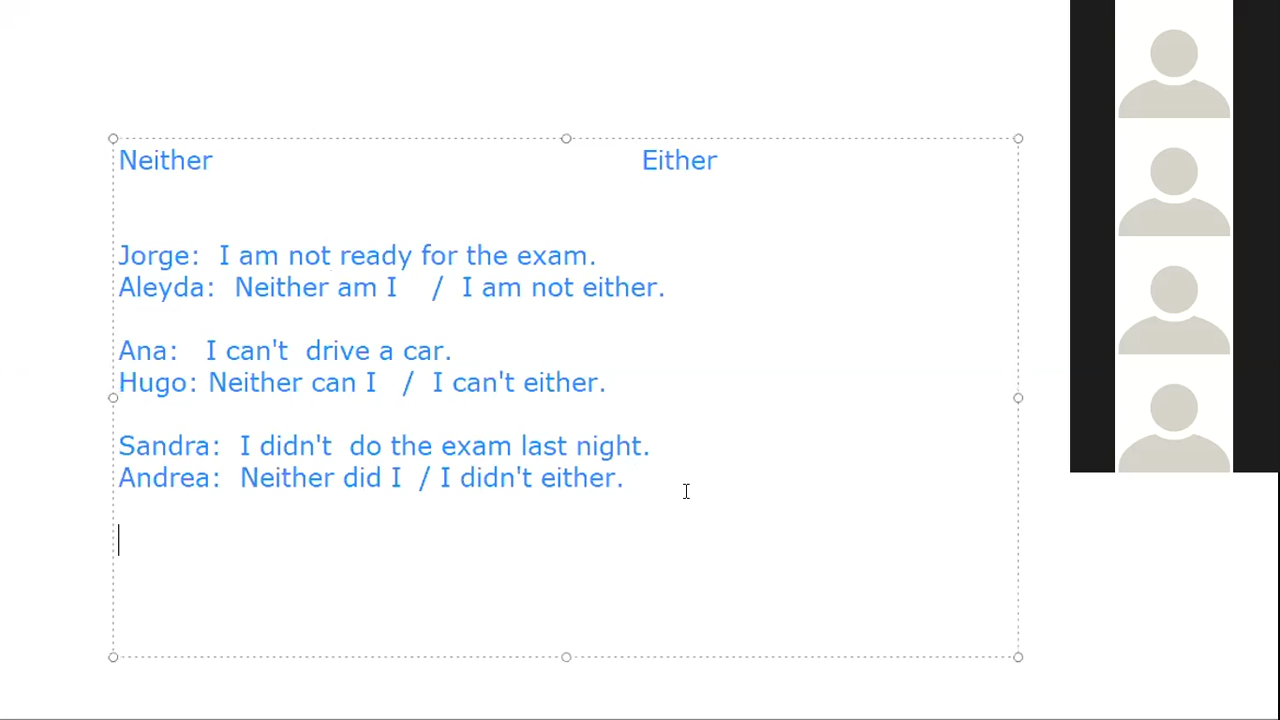 Neither Either
Jorge: I am not ready for the exam.
Aleyda: Neither am I / I am not either.
Ana: I can't drive a car.
Hugo: Neither can I / I can't either.
Sandra: I didn't do the exam last night.
Andrea: Neither did I / I didn't either.